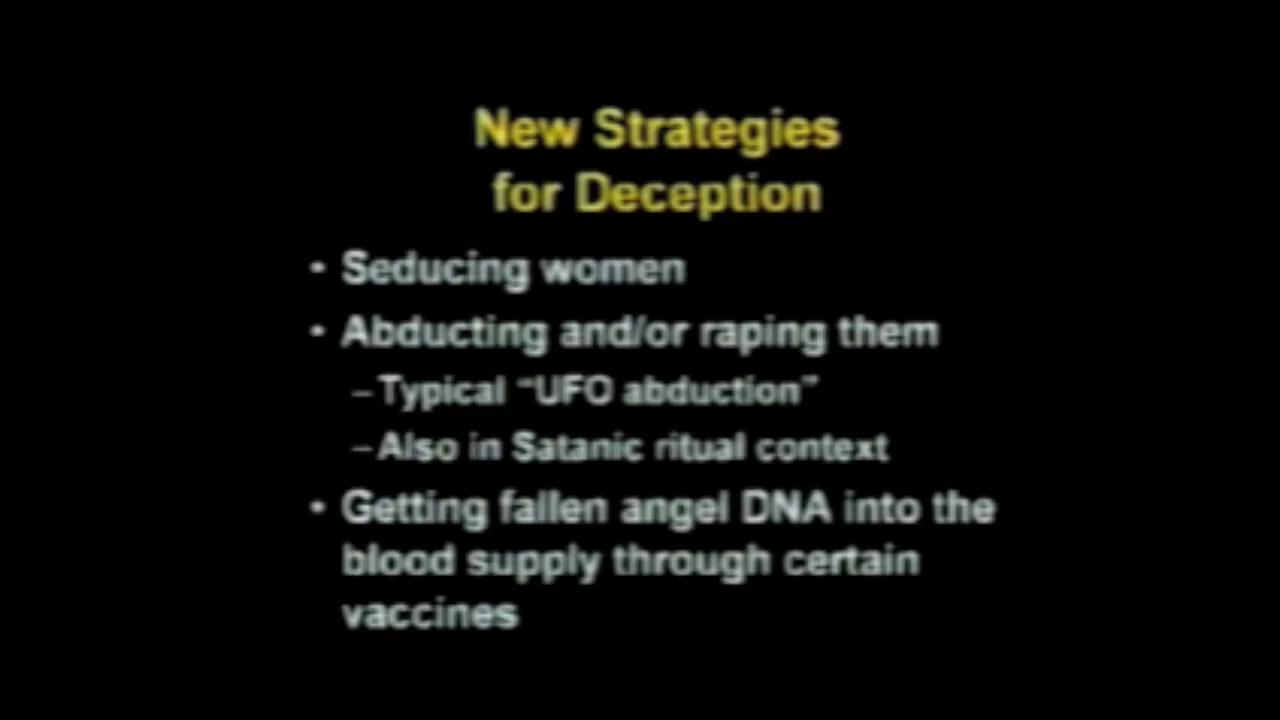 New Strategies
for Deception
• Seducing women
• Abducting and/or raping them
– Typical "UFO abduction"
– Also in Satanic ritual context
• Getting fallen angel DNA into the
blood supply through certain
vaccines